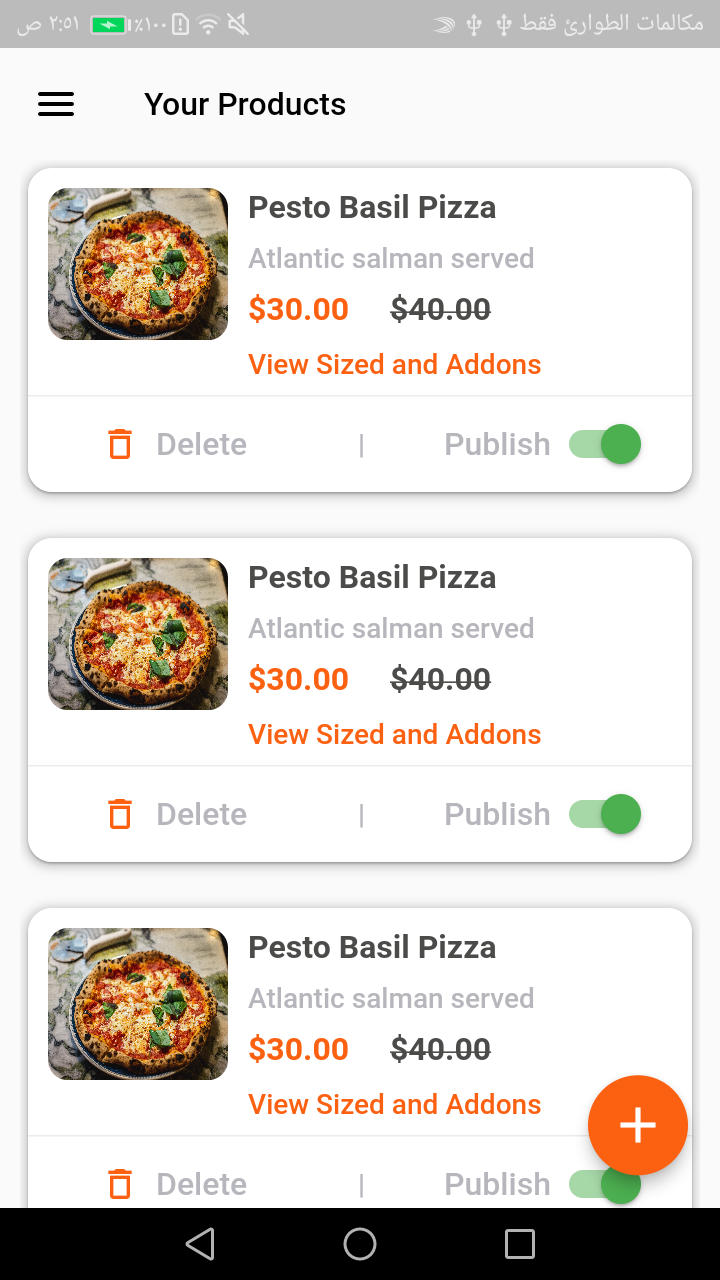 مكالمات الطوارئ فقط ٪١٠٠ ٢:٥١ ص
Your Products
Pesto Basil Pizza
Atlantic salman served
$30.00 $40.00
View Sized and Addons
Delete | Publish
Pesto Basil Pizza
Atlantic salman served
$30.00 $40.00
View Sized and Addons
Delete | Publish
Pesto Basil Pizza
Atlantic salman served
$30.00 $40.00
View Sized and Addons
Delete | Publish